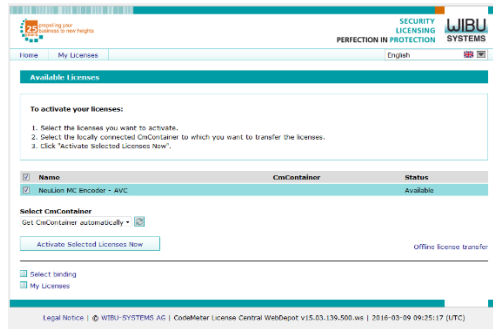 25 propelling your
business to new heights
SECURITY
LICENSING
PERFECTION IN PROTECTION
WIBU
SYSTEMS
Home My Licenses English
Available Licenses
To activate your licenses:
1. Select the licenses you want to activate.
2. Select the locally connected CmContainer to which you want to transfer the licenses.
3. Click "Activate Selected Licenses Now".
Name CmContainer Status
NeuLion MC Encoder - AVC Available
Select CmContainer
Get CmContainer automatically
Activate Selected Licenses Now Offline license transfer
Select binding
My Licenses
Legal Notice | © WIBU-SYSTEMS AG | CodeMeter License Central WebDepot v15.03.139.500.ws | 2016-03-09 09:25:17 (UTC)